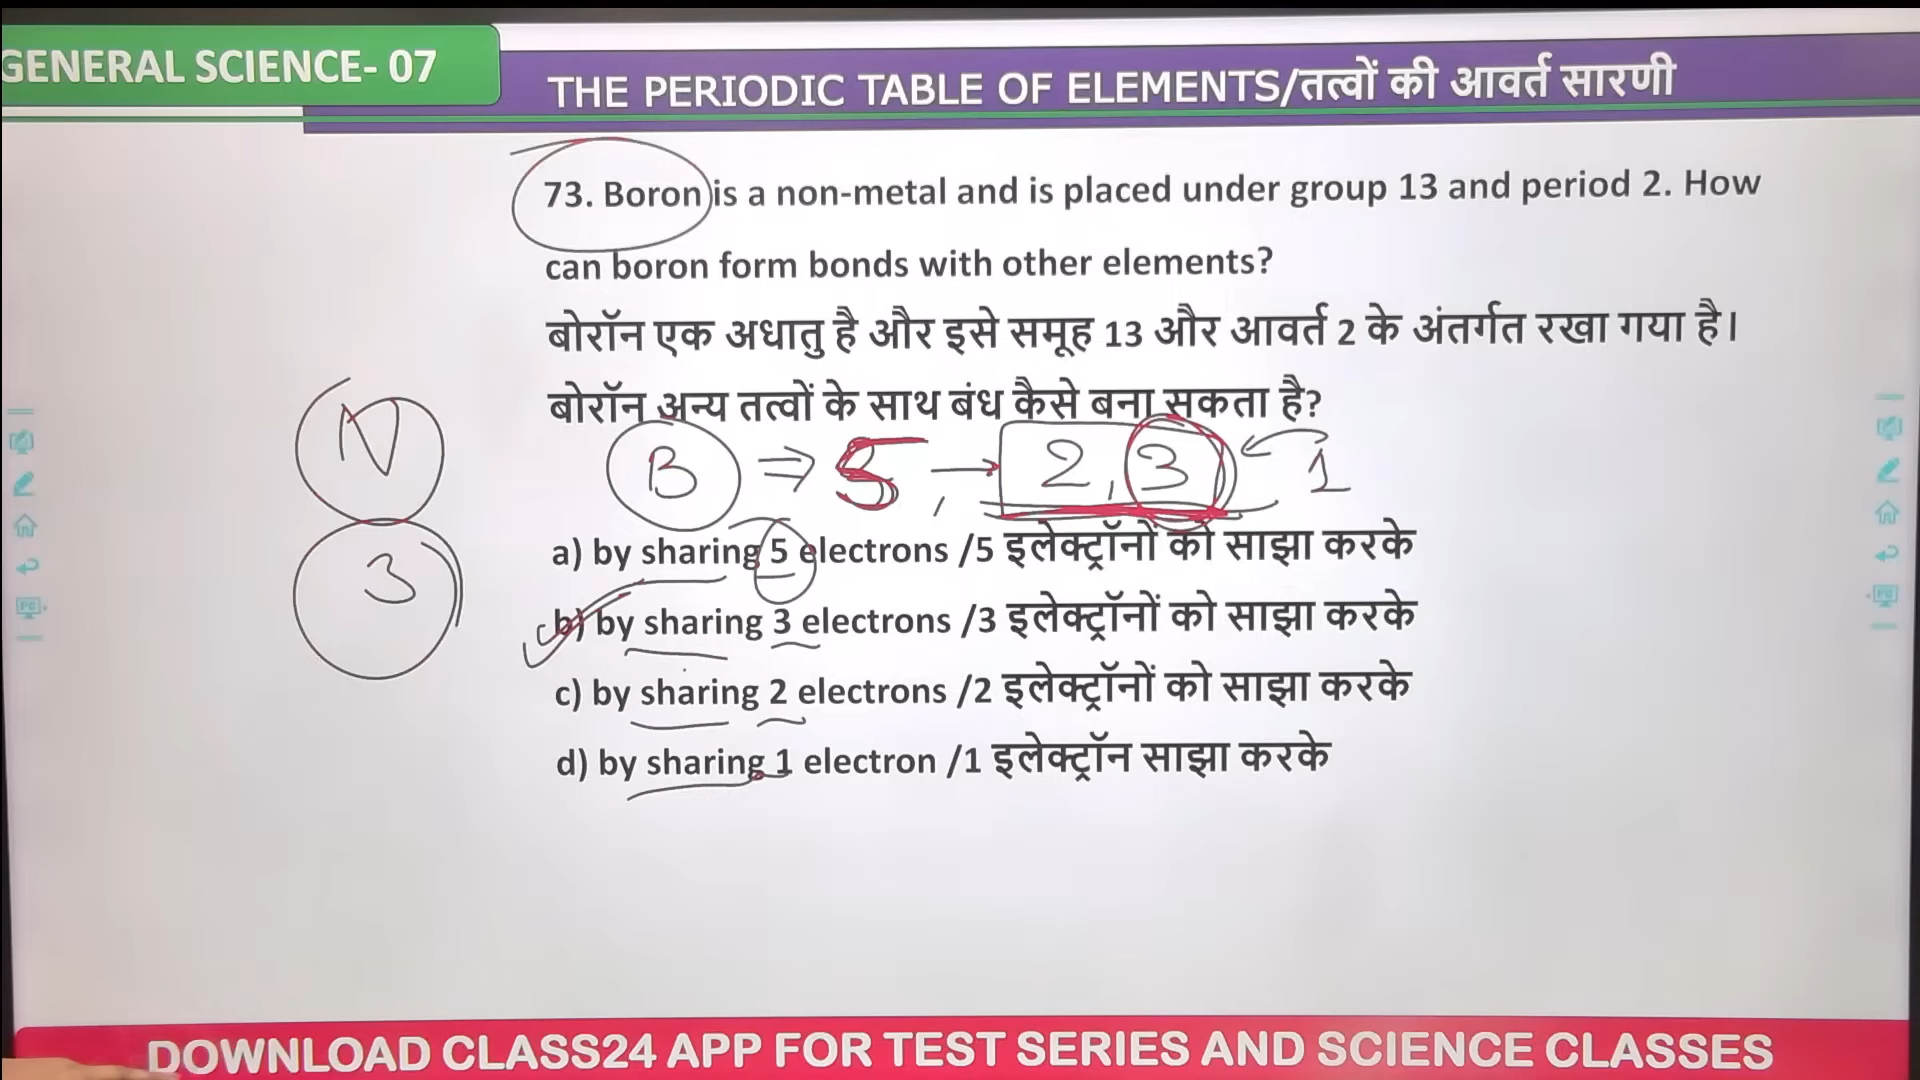 GENERAL SCIENCE- 07
THE PERIODIC TABLE OF ELEMENTS/तत्वों की आवर्त सारणी
73. Boron is a non-metal and is placed under group 13 and period 2. How
can boron form bonds with other elements?
बोरॉन एक अधातु है और इसे समूह 13 और आवर्त 2 के अंतर्गत रखा गया है।
बोरॉन अन्य तत्वों के साथ बंध कैसे बना सकता है?
N
3
B ⇒ 5, → 2, 3 1
a) by sharing 5 electrons /5 इलेक्ट्रॉनों को साझा करके
b) by sharing 3 electrons /3 इलेक्ट्रॉनों को साझा करके
c) by sharing 2 electrons /2 इलेक्ट्रॉनों को साझा करके
d) by sharing 1 electron /1 इलेक्ट्रॉन साझा करके
DOWNLOAD CLASS24 APP FOR TEST SERIES AND SCIENCE CLASSES